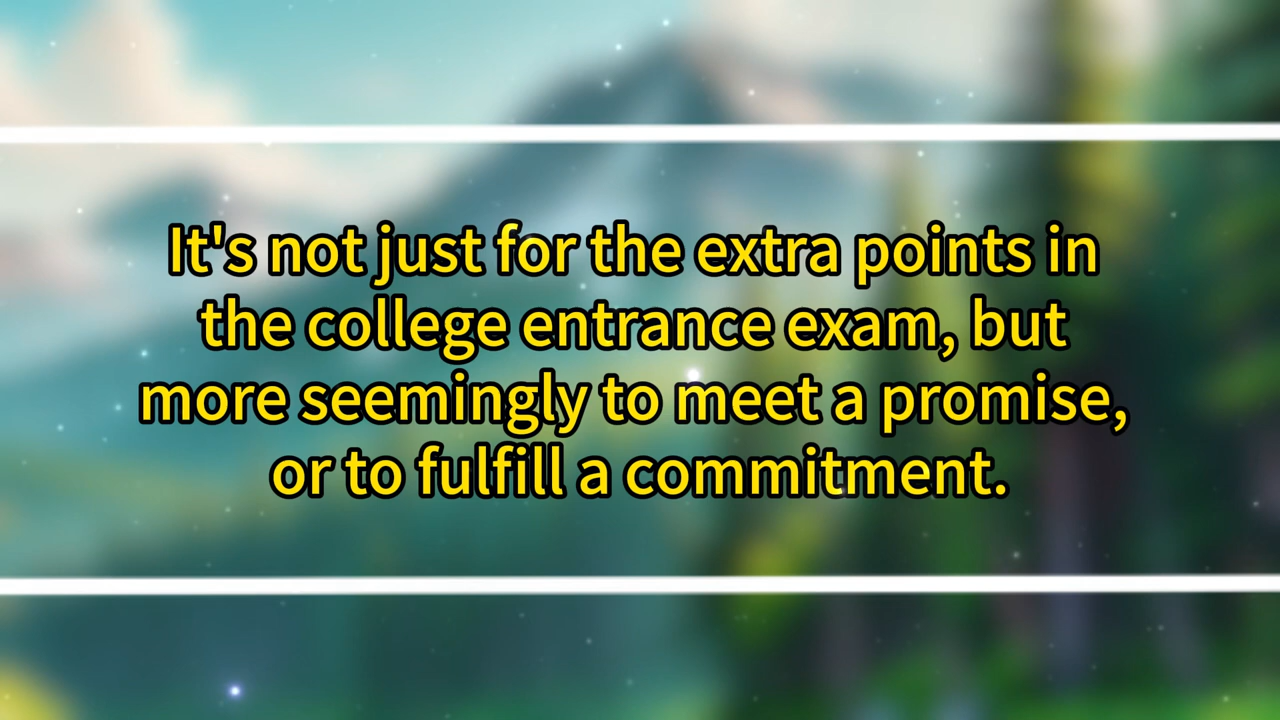 It's not just for the extra points in
the college entrance exam, but
more seemingly to meet a promise,
or to fulfill a commitment.